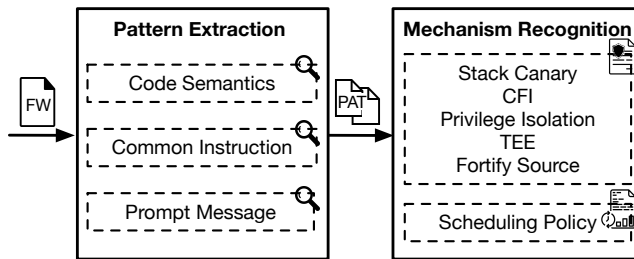 Pattern Extraction
Mechanism Recognition
FW
Code Semantics
Common Instruction
Prompt Message
PAT
Stack Canary
CFI
Privilege Isolation
TEE
Fortify Source
Scheduling Policy